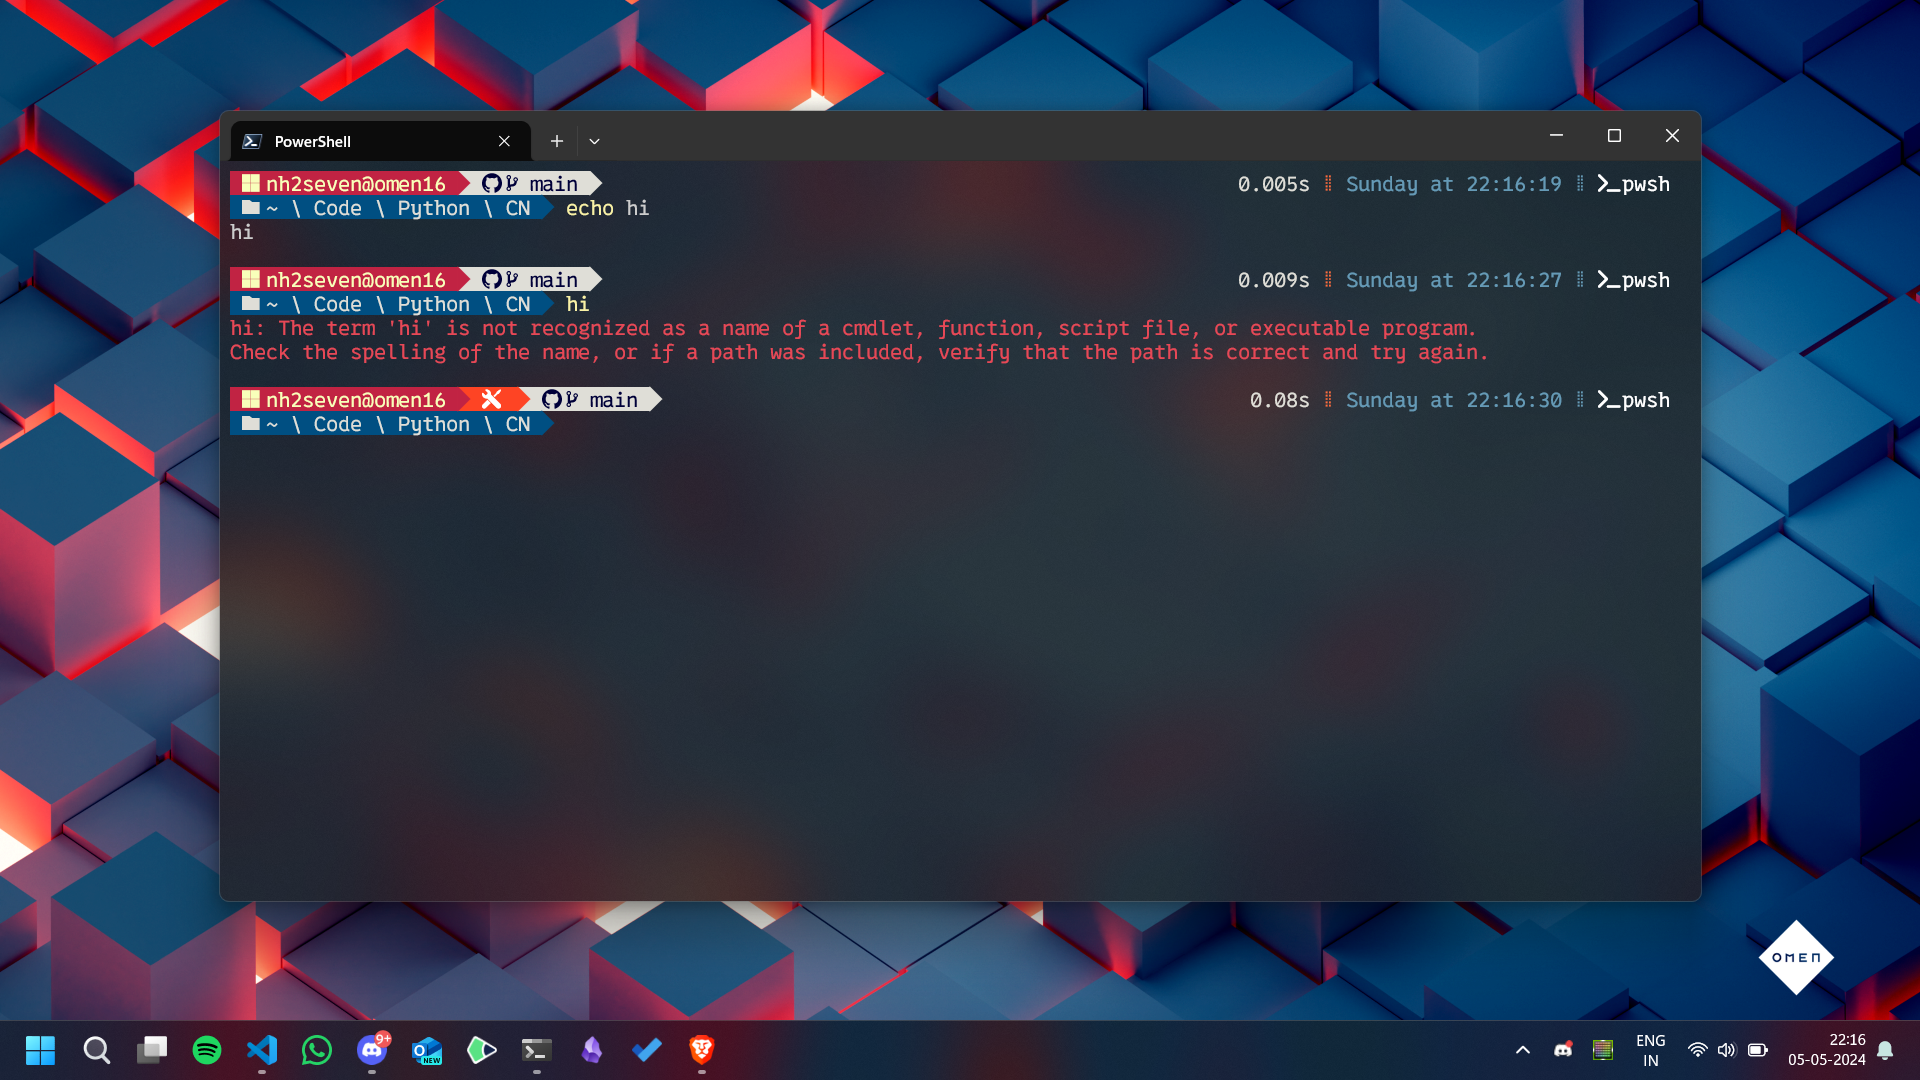 PowerShell
nh2seven@omen16 main 0.005s Sunday at 22:16:19 pwsh
~ \ Code \ Python \ CN echo hi
hi
nh2seven@omen16 main 0.009s Sunday at 22:16:27 pwsh
~ \ Code \ Python \ CN hi
hi: The term 'hi' is not recognized as a name of a cmdlet, function, script file, or executable program.
Check the spelling of the name, or if a path was included, verify that the path is correct and try again.
nh2seven@omen16 main 0.08s Sunday at 22:16:30 pwsh
~ \ Code \ Python \ CN
OMEN
9+
NEW
ENG
IN
22:16
05-05-2024